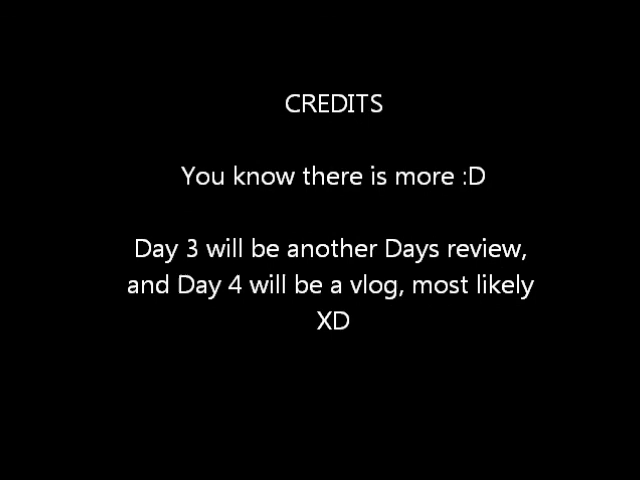 CREDITS
You know there is more :D
Day 3 will be another Days review,
and Day 4 will be a vlog, most likely
XD